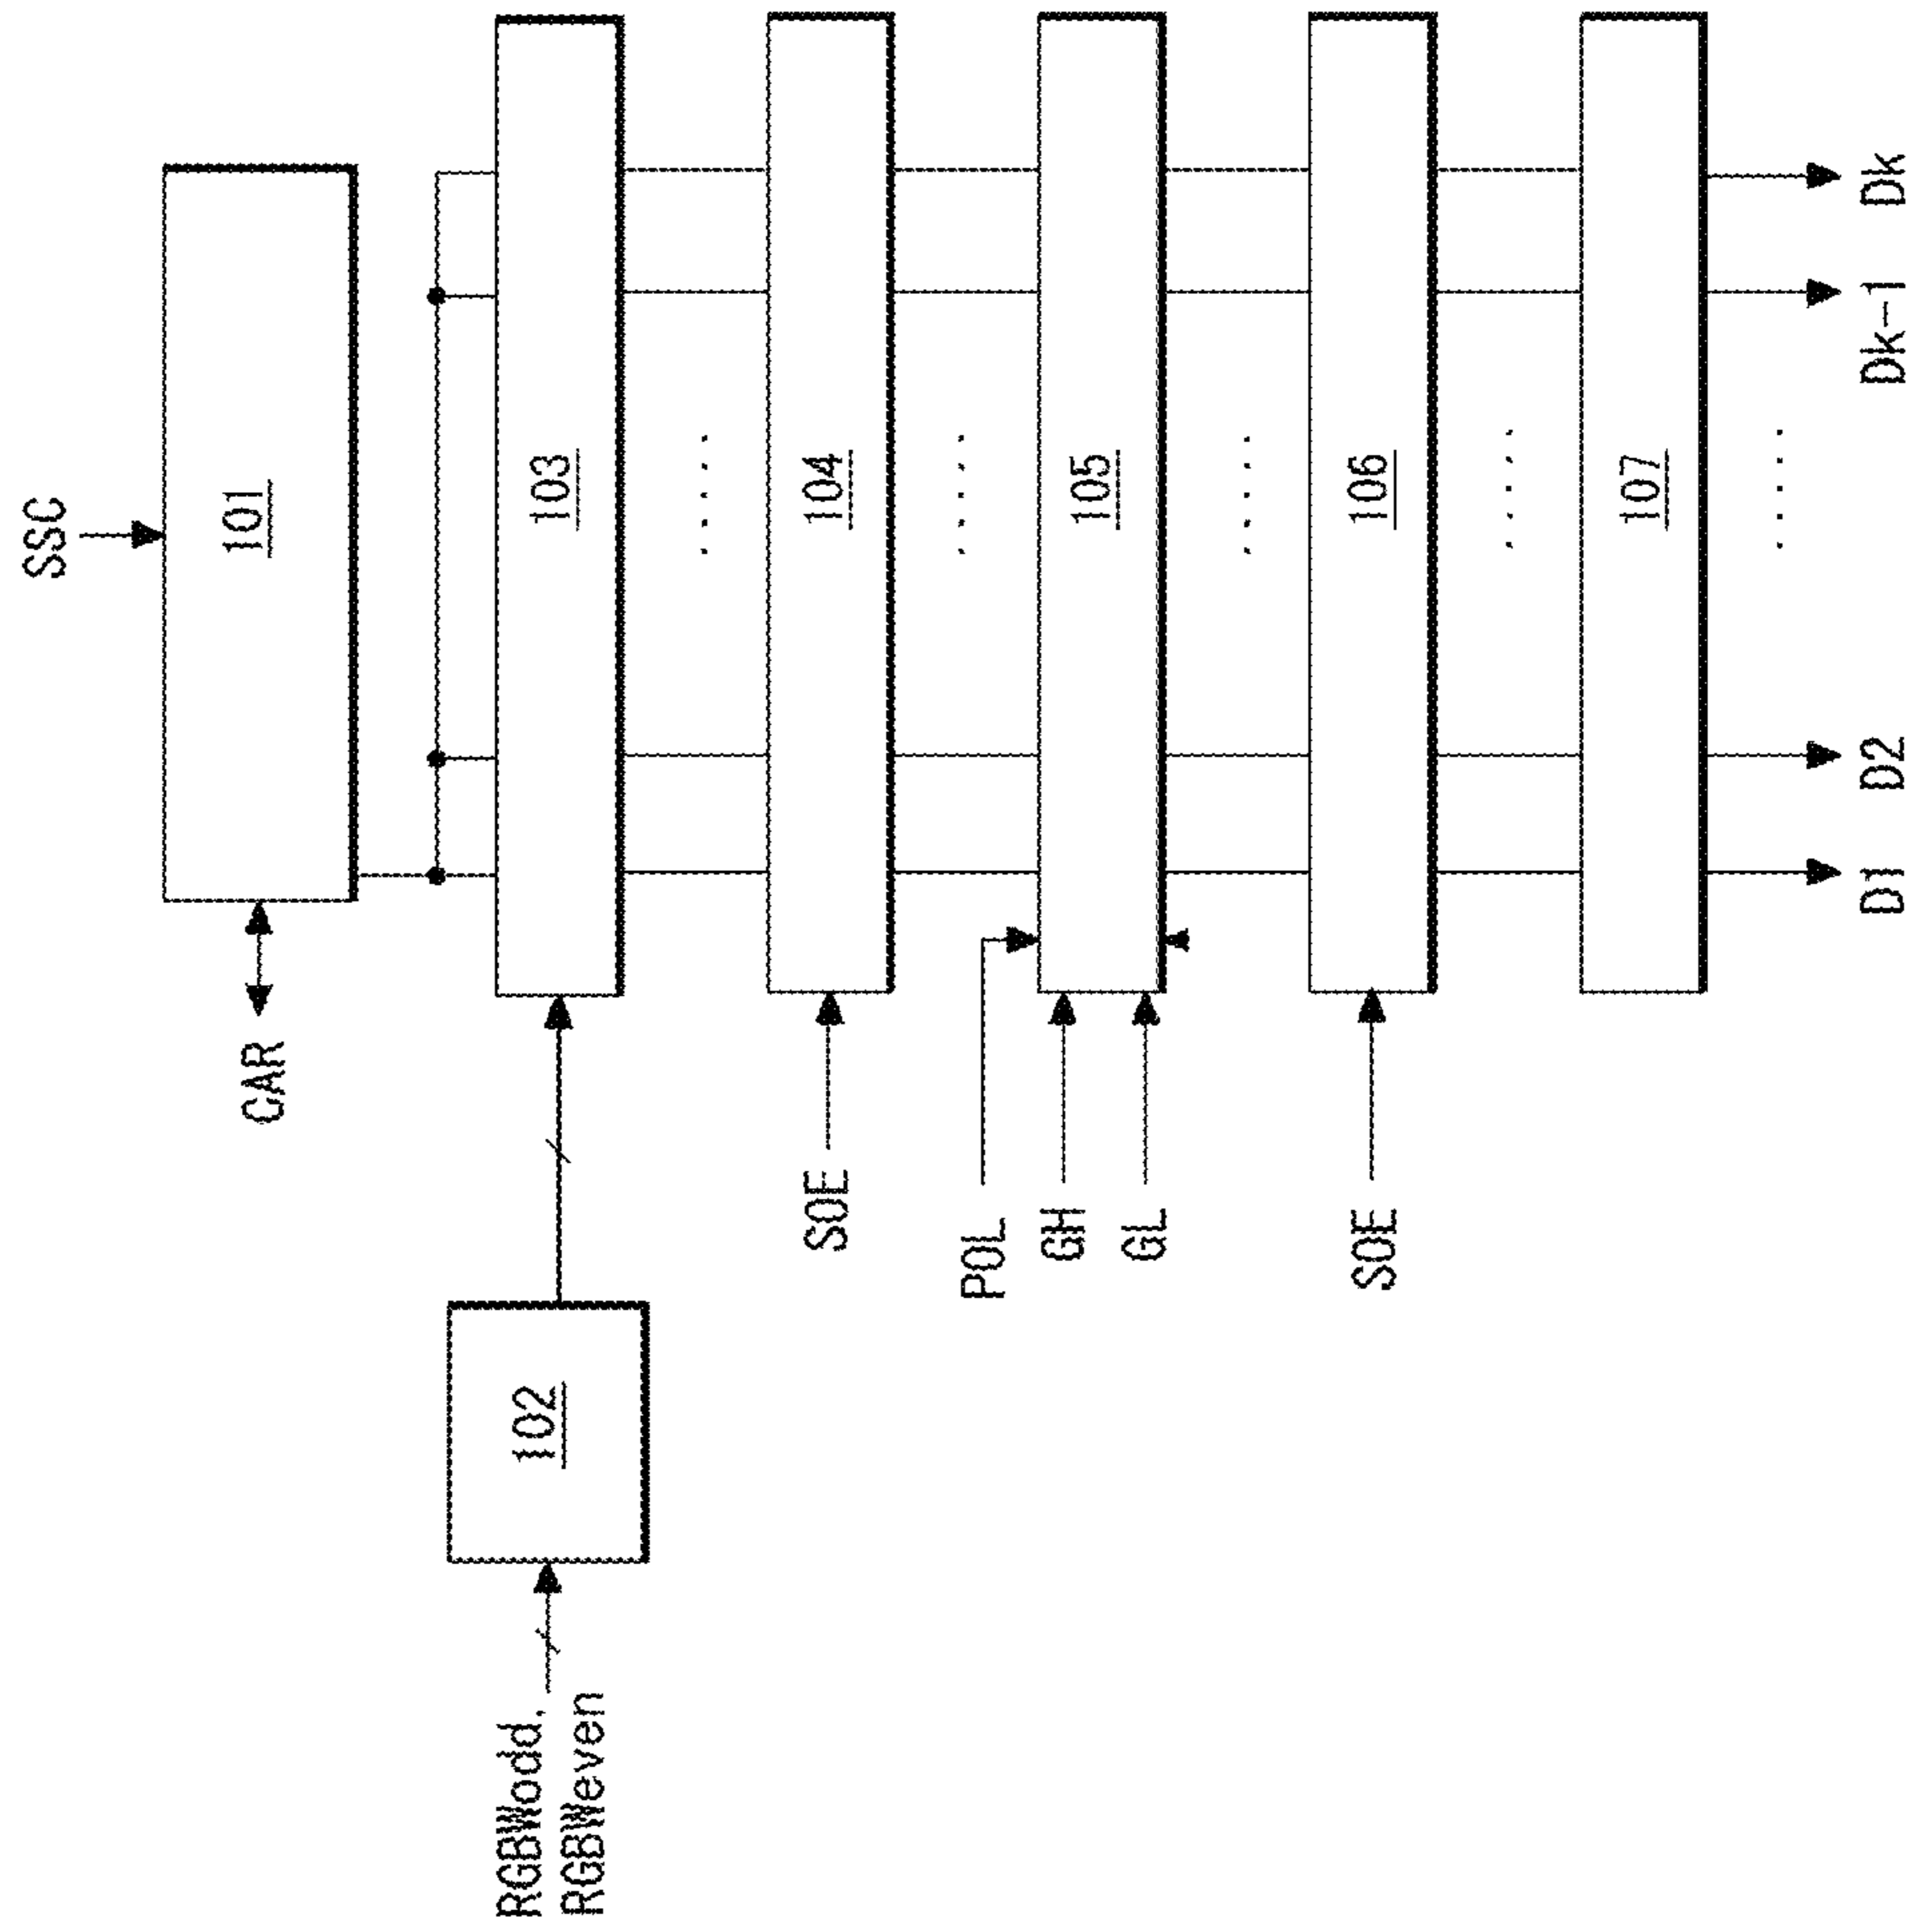 SSC
CAR
101
RGBWodd,
RGBWeven
102
103
SOE
104
POL
GH
GL
105
SOE
106
107
D1
D2
Dk-1
Dk